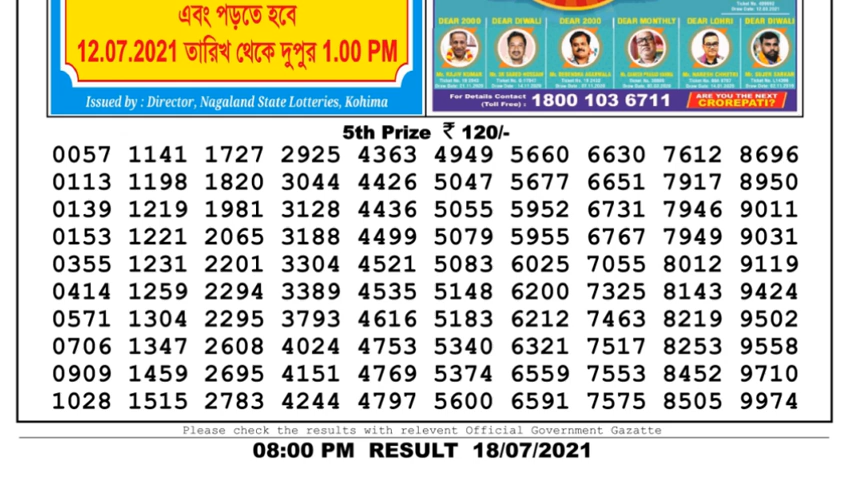 এবং পড়তে হবে
12.07.2021 তারিখ থেকে দুপুর 1.00 PM
Issued by : Director, Nagaland State Lotteries, Kohima
DEAR 2000 DEAR DIWALI DEAR 2000 DEAR MONTHLY DEAR LOHRI DEAR DIWALI
For Details Contact
(Toll Free) : 1800 103 6711
ARE YOU THE NEXT
CROREPATI?
5th Prize ₹ 120/-
0057 1141 1727 2925 4363 4949 5660 6630 7612 8696
0113 1198 1820 3044 4426 5047 5677 6651 7917 8950
0139 1219 1981 3128 4436 5055 5952 6731 7946 9011
0153 1221 2065 3188 4499 5079 5955 6767 7949 9031
0355 1231 2201 3304 4521 5083 6025 7055 8012 9119
0414 1259 2294 3389 4535 5148 6200 7325 8143 9424
0571 1304 2295 3793 4616 5183 6212 7463 8219 9502
0706 1347 2608 4024 4753 5340 6321 7517 8253 9558
0909 1459 2695 4151 4769 5374 6559 7553 8452 9710
1028 1515 2783 4244 4797 5600 6591 7575 8505 9974
Please check the results with relevent Official Government Gazatte
08:00 PM RESULT 18/07/2021